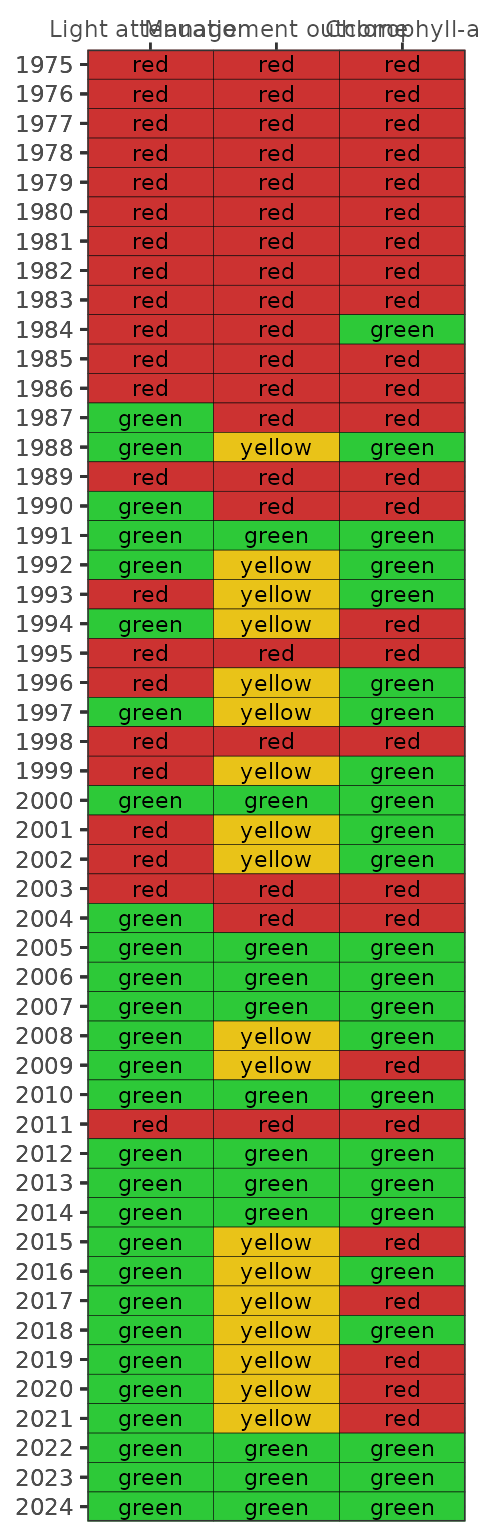 Light attenuation Management outcome Chlorophyll-a
1975 red red red
1976 red red red
1977 red red red
1978 red red red
1979 red red red
1980 red red red
1981 red red red
1982 red red red
1983 red red red
1984 red red green
1985 red red red
1986 red red red
1987 green red red
1988 green yellow green
1989 red red red
1990 green red red
1991 green green green
1992 green yellow green
1993 red yellow green
1994 green yellow red
1995 red red red
1996 red yellow green
1997 green yellow green
1998 red red red
1999 red yellow green
2000 green green green
2001 red yellow green
2002 red yellow green
2003 red red red
2004 green red red
2005 green green green
2006 green green green
2007 green green green
2008 green yellow green
2009 green yellow red
2010 green green green
2011 red red red
2012 green green green
2013 green green green
2014 green green green
2015 green yellow red
2016 green yellow green
2017 green yellow red
2018 green yellow green
2019 green yellow red
2020 green yellow red
2021 green yellow red
2022 green green green
2023 green green green
2024 green green green